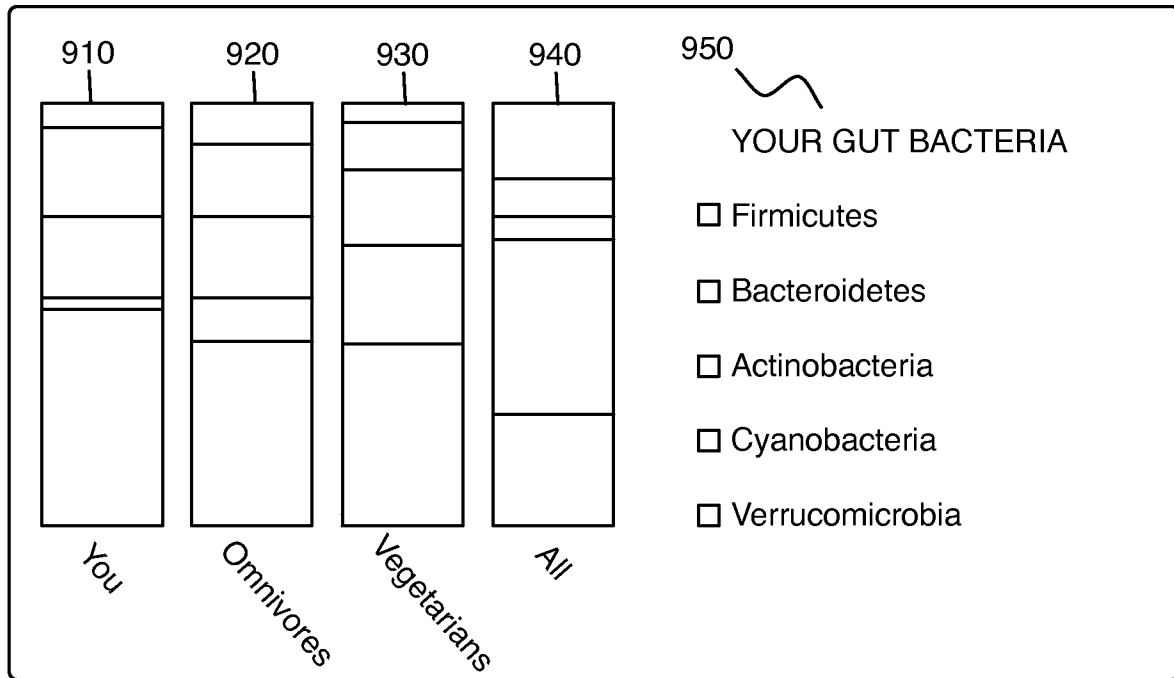 910
920
930
940
950
YOUR GUT BACTERIA
Firmicutes
Bacteroidetes
Actinobacteria
Cyanobacteria
Verrucomicrobia
You
Omnivores
Vegetarians
All